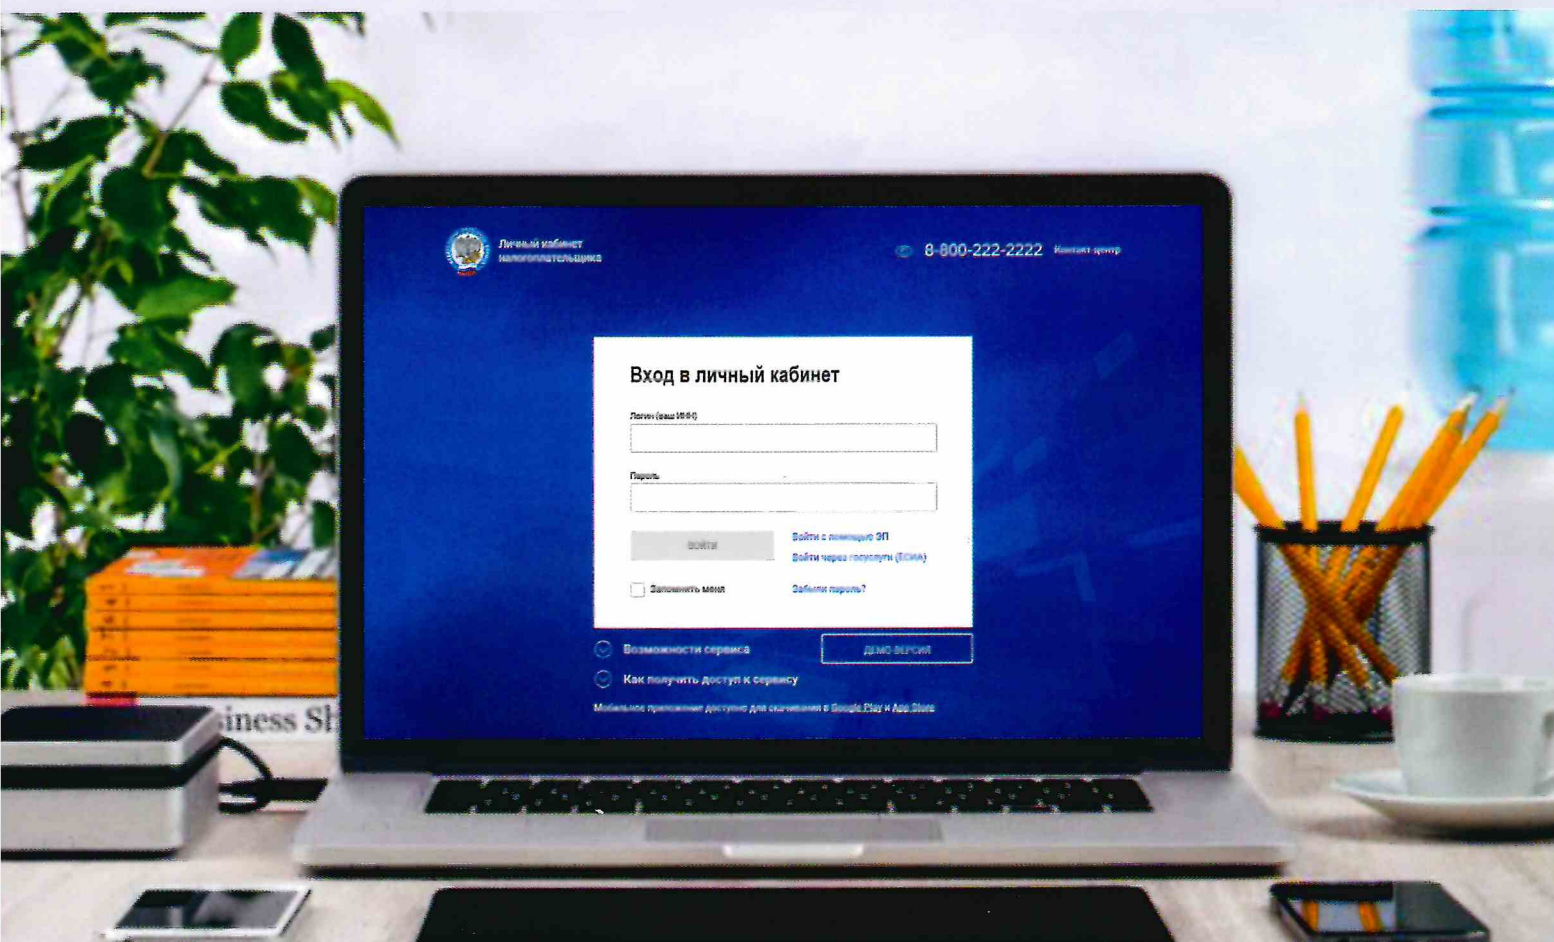 Личный кабинет
налогоплательщика
8-800-222-2222 Контакт центр
Вход в личный кабинет
Логин (ваш ИНН)
Пароль
ВОЙТИ
Войти с помощью ЭП
Войти через госуслуги (ЕСИА)
Запомнить меня
Забыли пароль?
Возможности сервиса
ДЕМО-ВЕРСИЯ
Как получить доступ к сервису
Мобильное приложение доступно для скачивания в Google Play и App Store
iness Sh